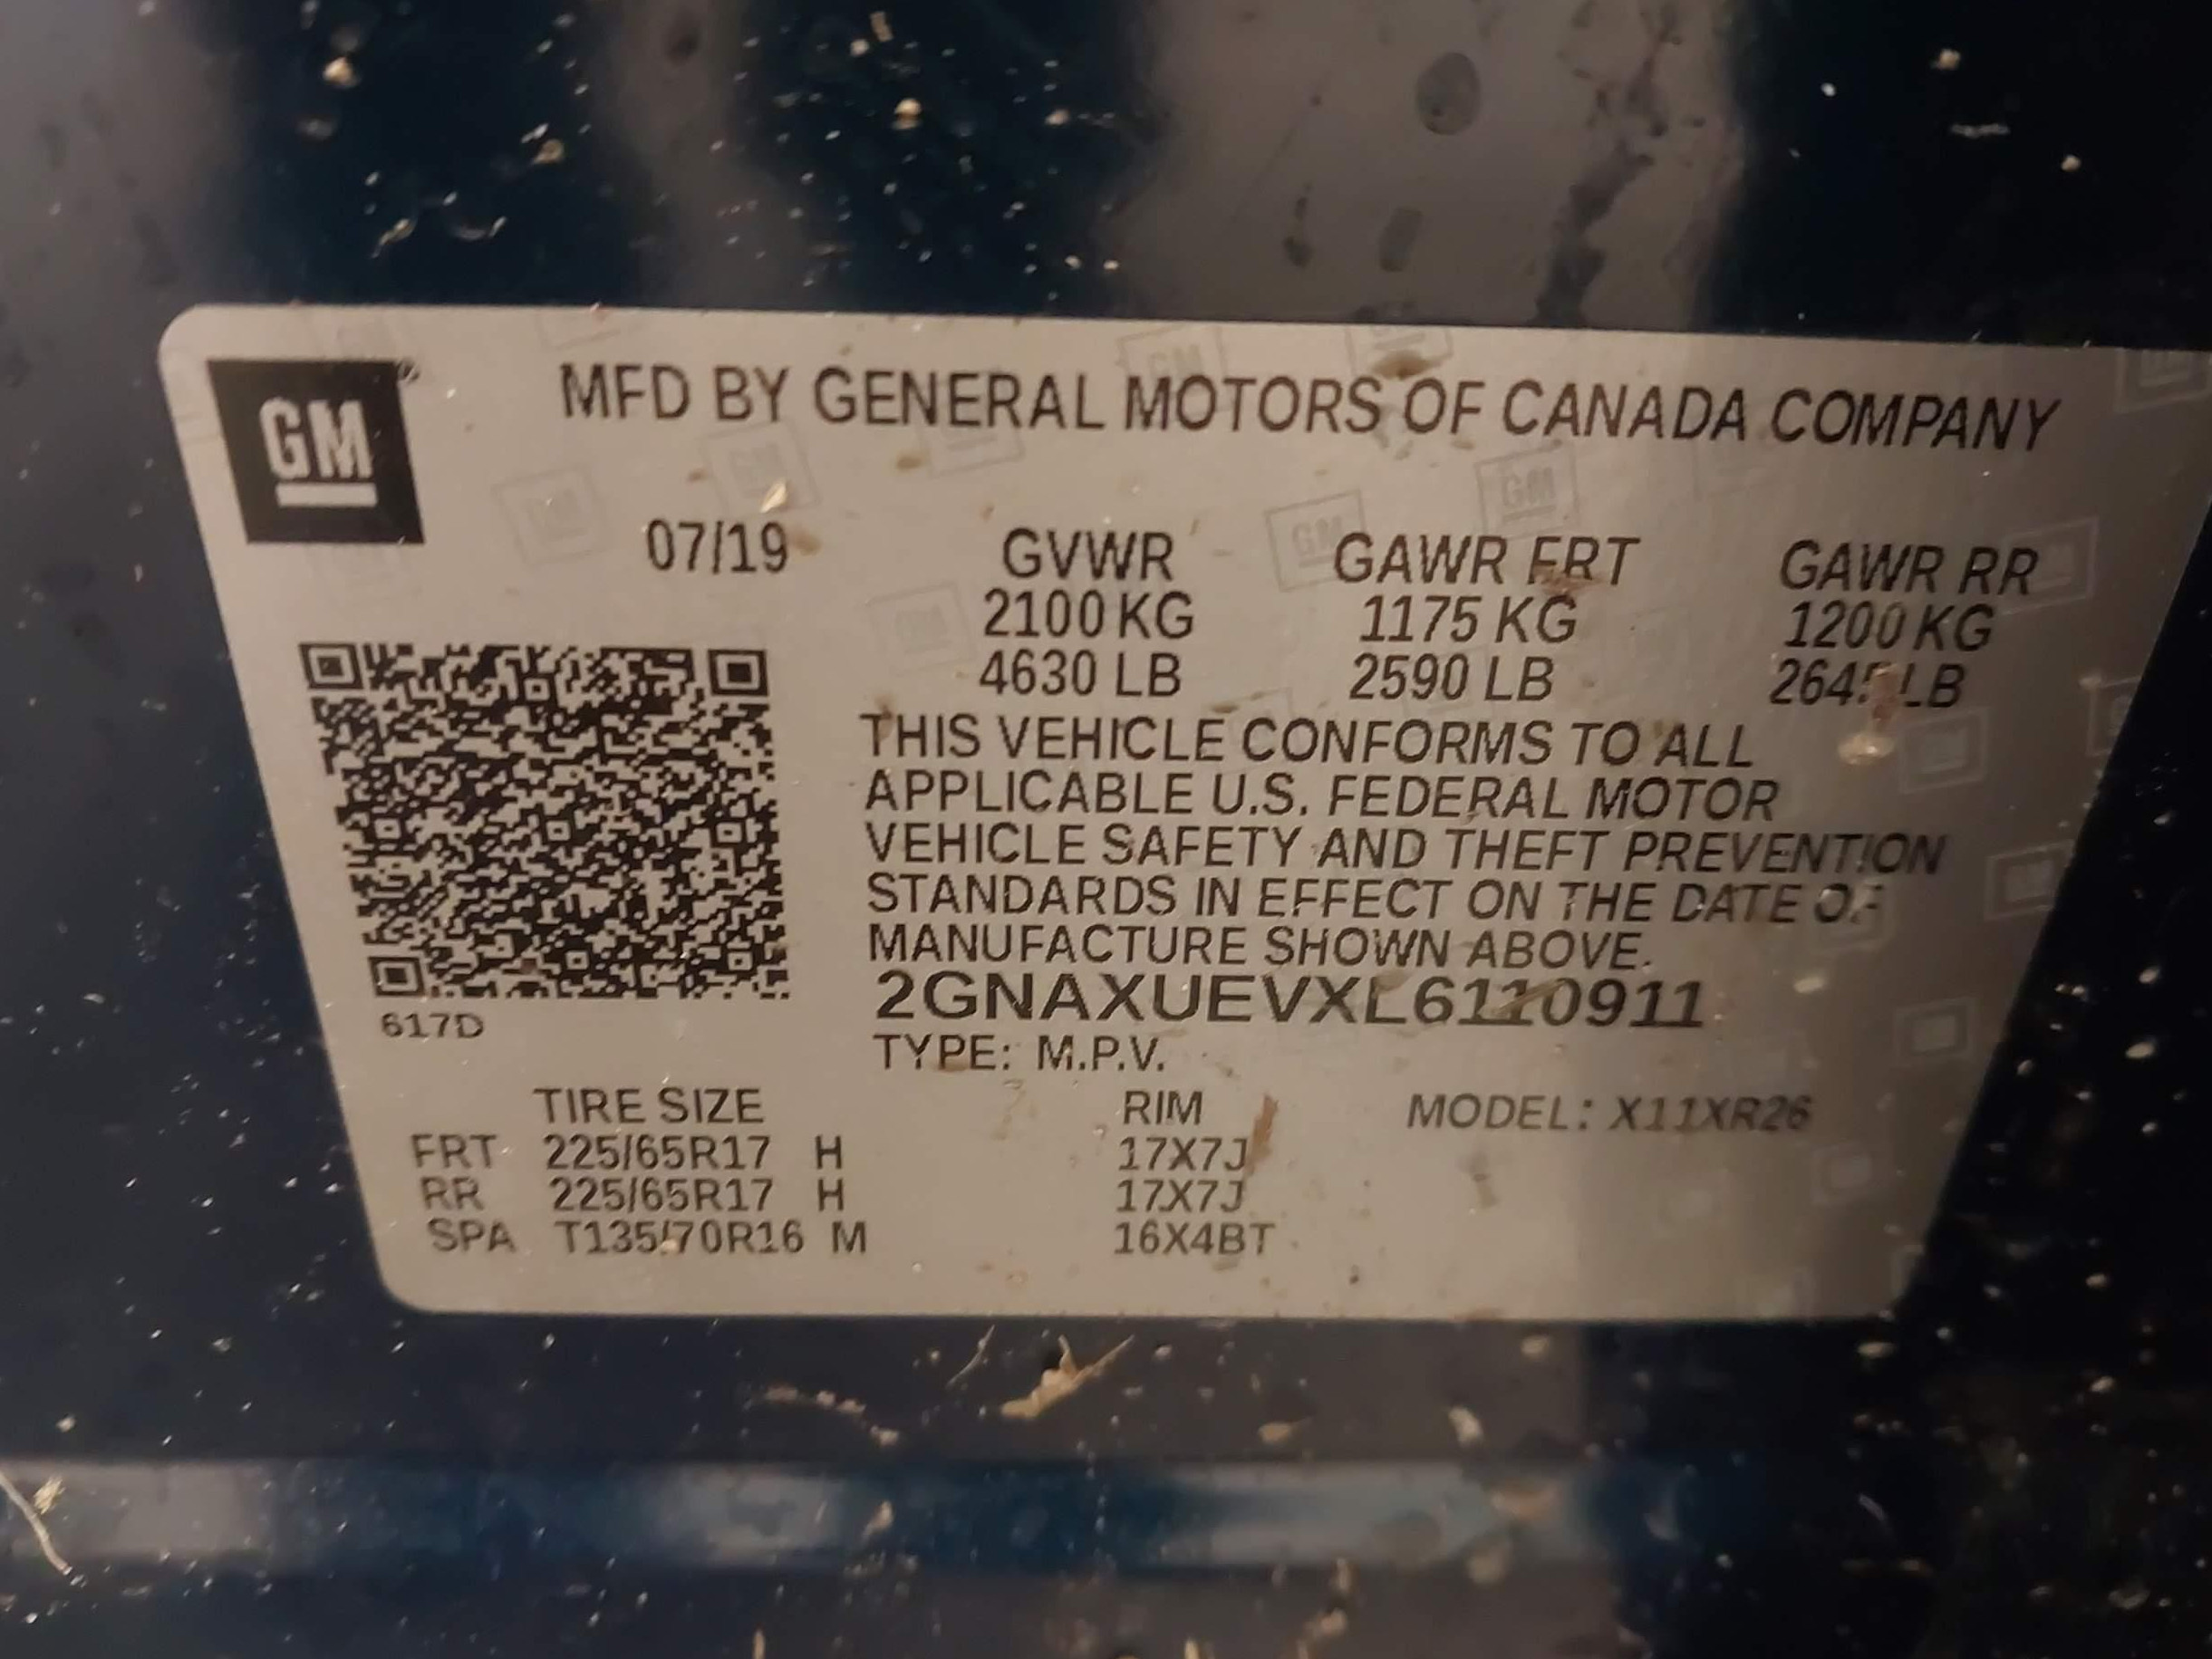 GM
MFD BY GENERAL MOTORS OF CANADA COMPANY
07/19 GVWR GAWR FRT GAWR RR
2100 KG 1175 KG 1200 KG
4630 LB 2590 LB 2645 LB
THIS VEHICLE CONFORMS TO ALL
APPLICABLE U.S. FEDERAL MOTOR
VEHICLE SAFETY AND THEFT PREVENTION
STANDARDS IN EFFECT ON THE DATE OF
MANUFACTURE SHOWN ABOVE.
2GNAXUEVXL6110911
617D
TYPE: M.P.V.
TIRE SIZE RIM MODEL: X11XR26
FRT 225/65R17 H 17X7J
RR 225/65R17 H 17X7J
SPA T135/70R16 M 16X4BT